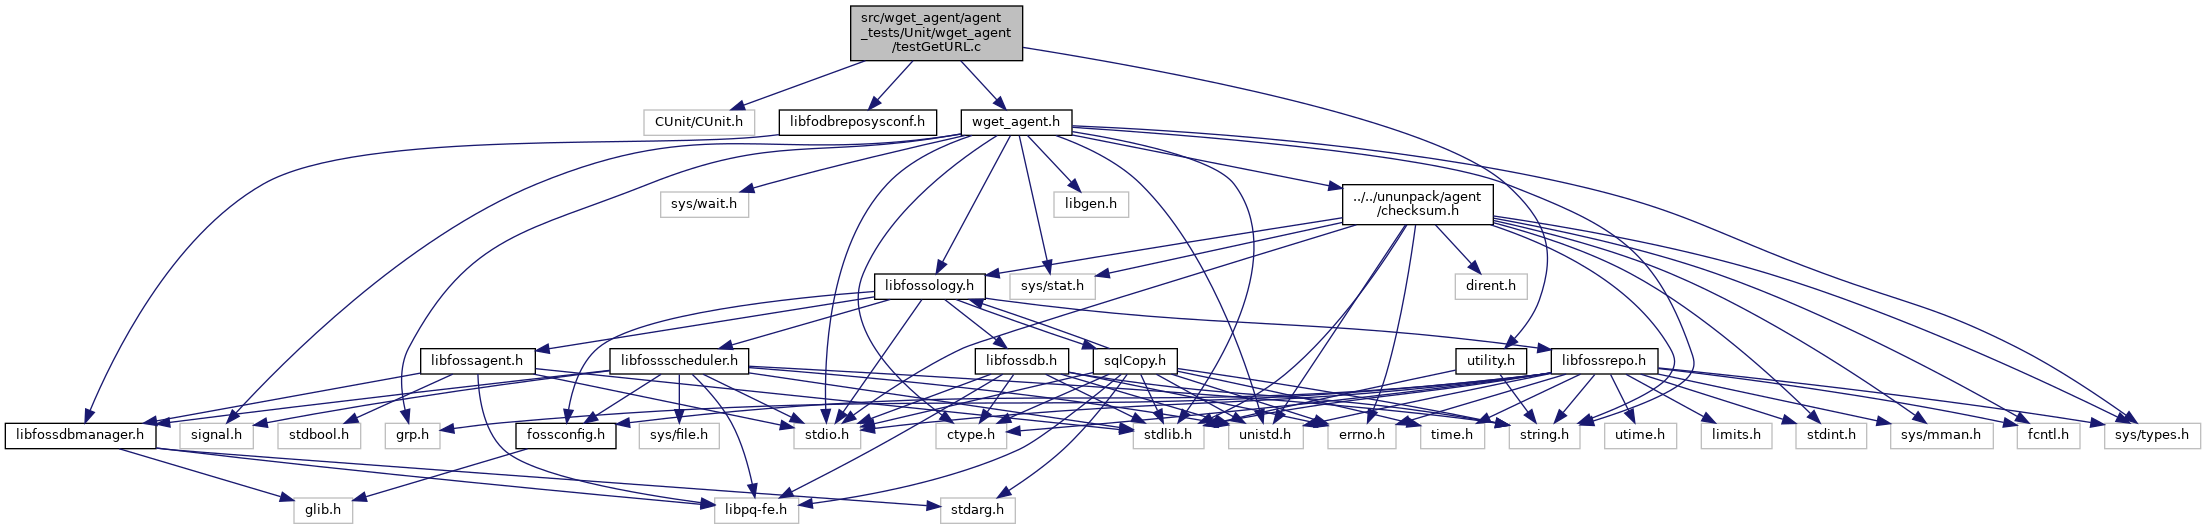 src/wget_agent/agent
_tests/Unit/wget_agent
/testGetURL.c
CUnit/CUnit.h
libfodbreposysconf.h
wget_agent.h
sys/wait.h
libgen.h
../../ununpack/agent
/checksum.h
libfossology.h
sys/stat.h
dirent.h
libfossagent.h
libfossscheduler.h
libfossdb.h
sqlCopy.h
utility.h
libfossrepo.h
libfossdbmanager.h
signal.h
stdbool.h
grp.h
fossconfig.h
sys/file.h
stdio.h
ctype.h
stdlib.h
unistd.h
errno.h
time.h
string.h
utime.h
limits.h
stdint.h
sys/mman.h
fcntl.h
sys/types.h
glib.h
libpq-fe.h
stdarg.h